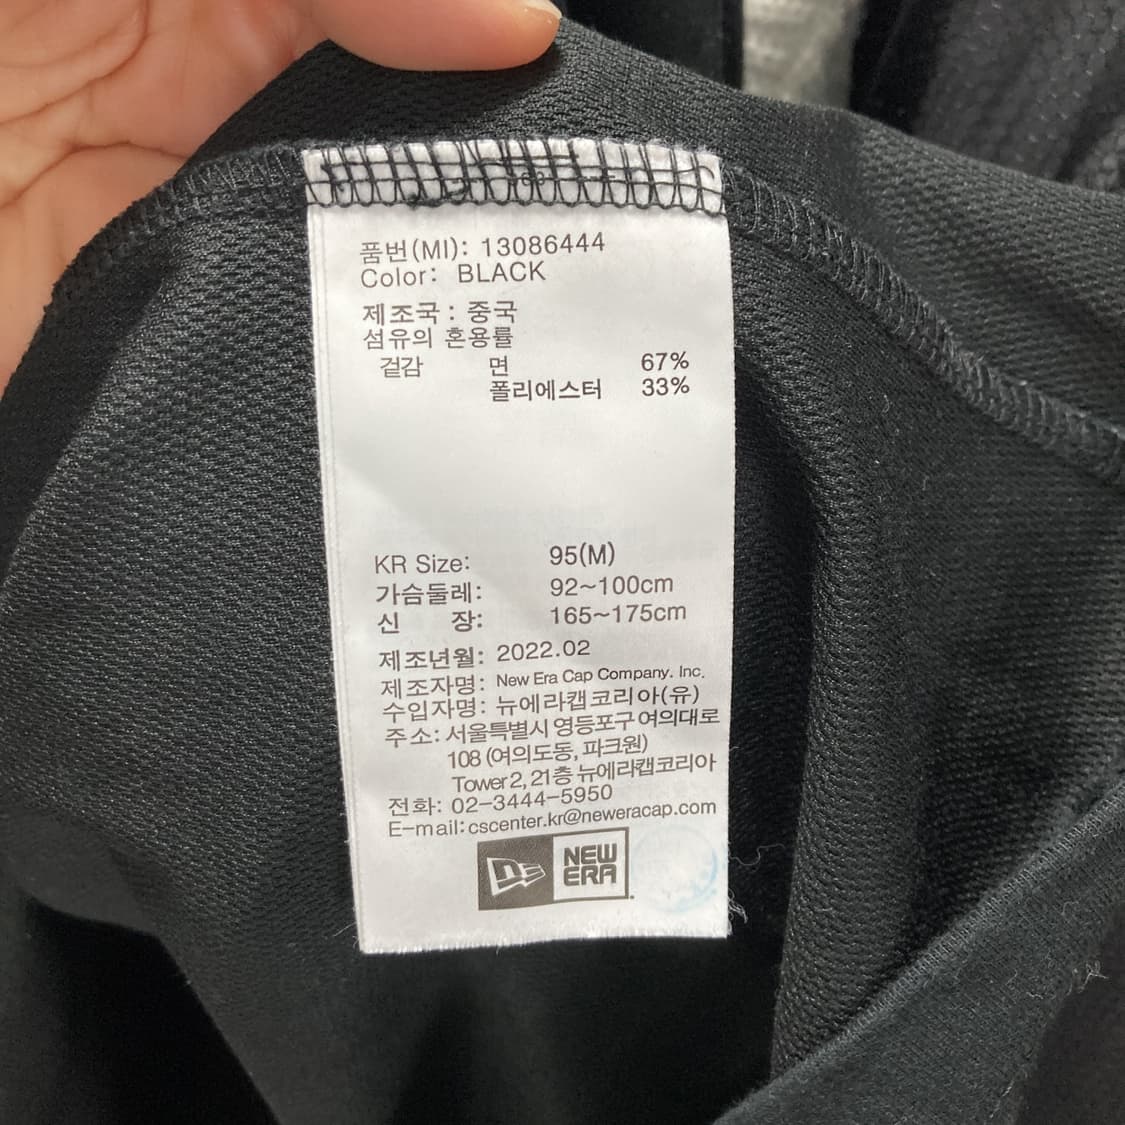 품번(MI): 13086444
Color: BLACK
제조국 : 중국
섬유의 혼용률
겉감 면 67%
폴리에스터 33%
KR Size: 95(M)
가슴둘레: 92~100cm
신 장: 165~175cm
제조년월: 2022.02
제조자명: New Era Cap Company. Inc.
수입자명: 뉴에라캡코리아(유)
주소: 서울특별시 영등포구 여의대로
108 (여의도동, 파크원)
Tower 2, 21층 뉴에라캡코리아
전화: 02-3444-5950
E-mail: cscenter.kr@neweracap.com
NEW
ERA